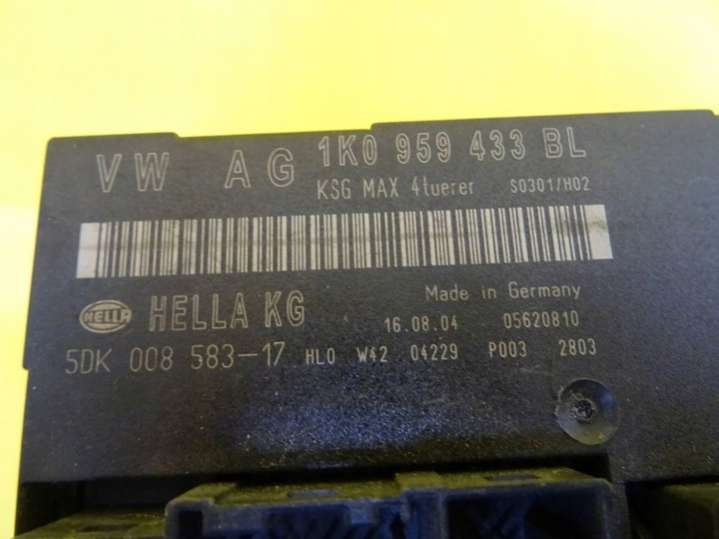 VW AG 1K0 959 433 BL
KSG MAX 4tuerer S0301/H02
Made in Germany
HELLA HELLA KG
16.08.04 05620810
5DK 008 583-17 HLO W42 04229 P003 2803